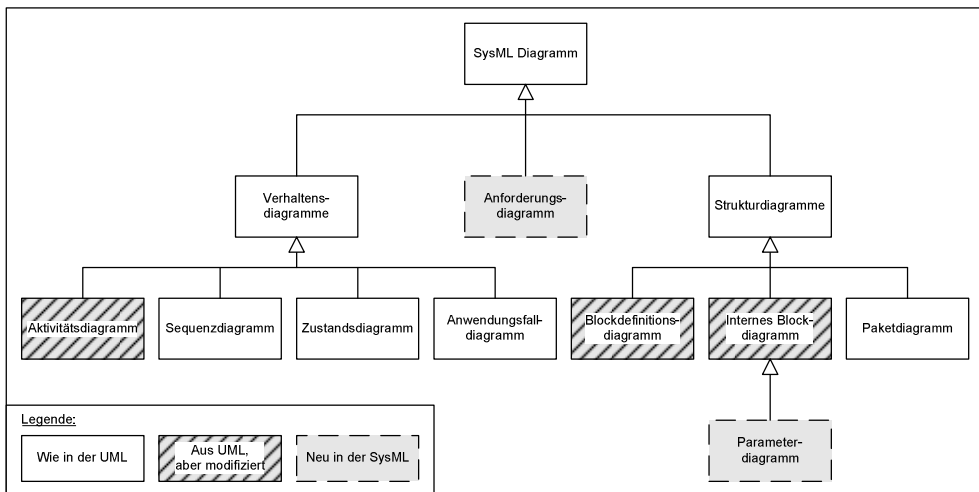 SysML Diagramm
Verhaltens-
diagramme
Anforderungs-
diagramm
Strukturdiagramme
Aktivitätsdiagramm
Sequenzdiagramm
Zustandsdiagramm
Anwendungsfall-
diagramm
Blockdefinitions-
diagramm
Internes Block-
diagramm
Paketdiagramm
Parameter-
diagramm
Legende:
Wie in der UML
Aus UML,
aber modifiziert
Neu in der SysML